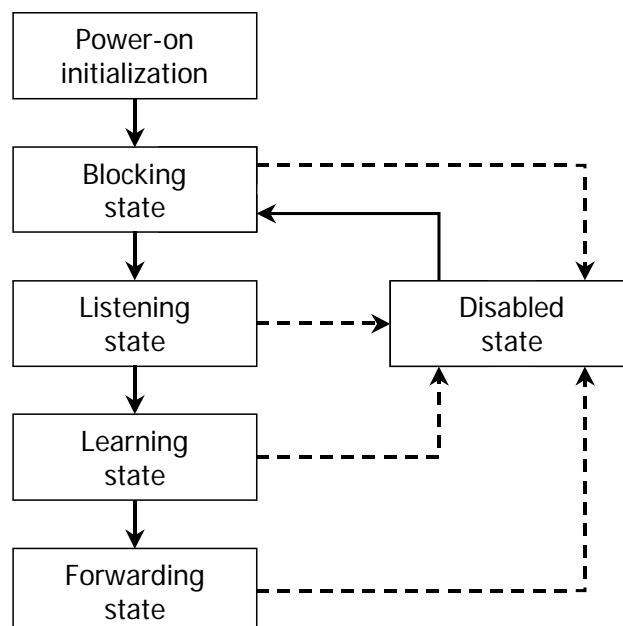 Power-on
initialization
Blocking
state
Listening
state
Disabled
state
Learning
state
Forwarding
state